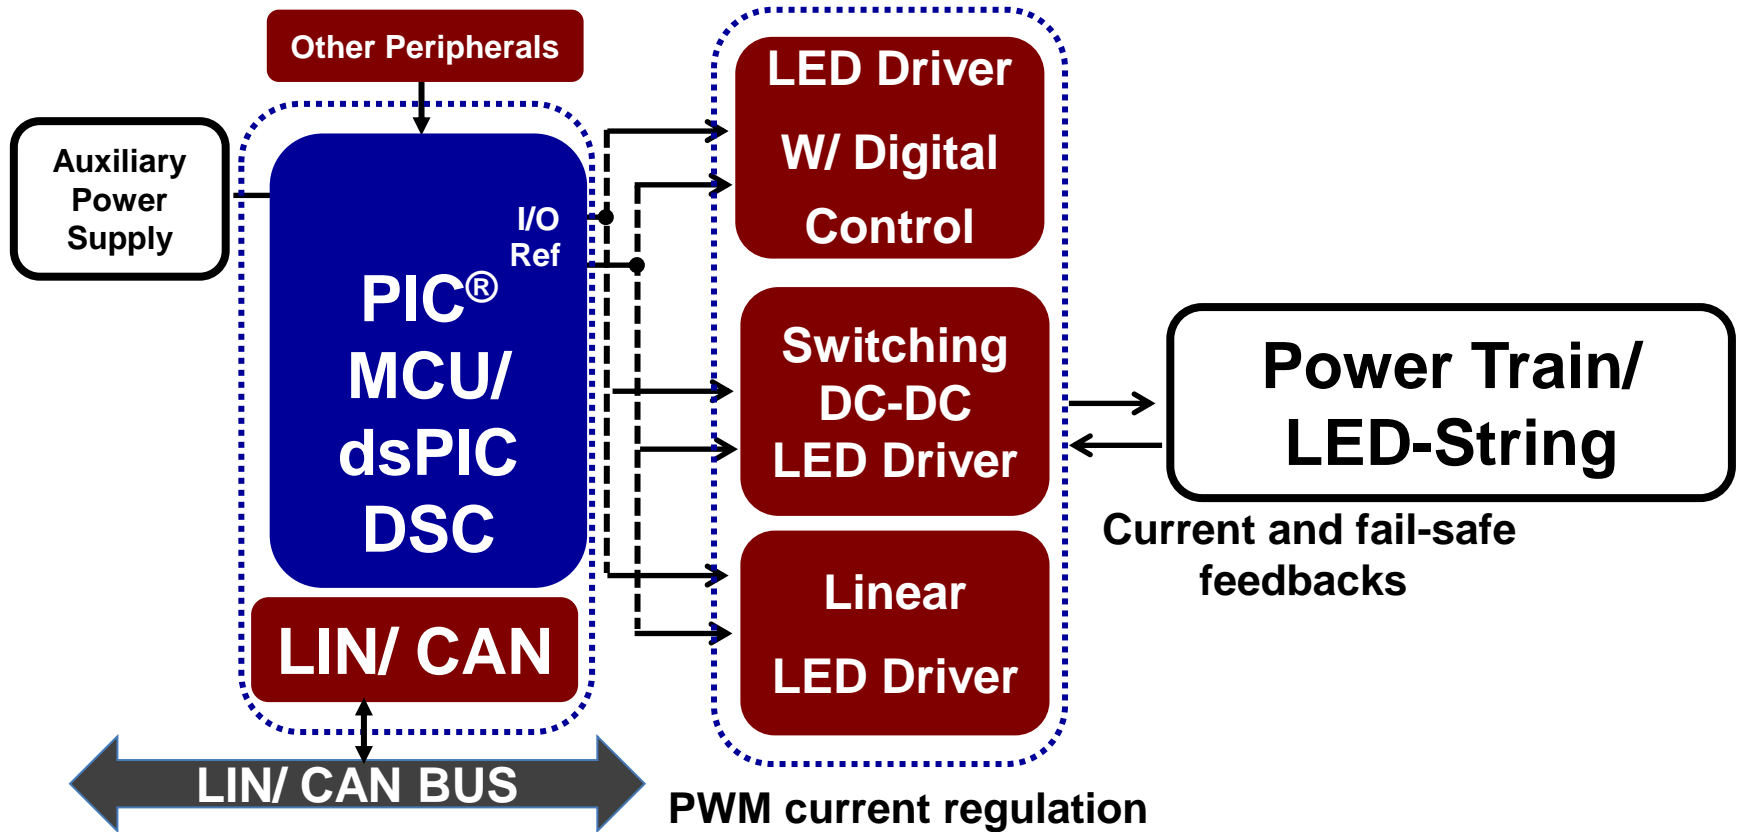 Other Peripherals
Auxiliary
Power
Supply
I/O
Ref
PIC®
MCU/
dsPIC
DSC
LIN/ CAN
LIN/ CAN BUS
LED Driver
W/ Digital
Control
Switching
DC-DC
LED Driver
Linear
LED Driver
PWM current regulation
Power Train/
LED-String
Current and fail-safe
feedbacks